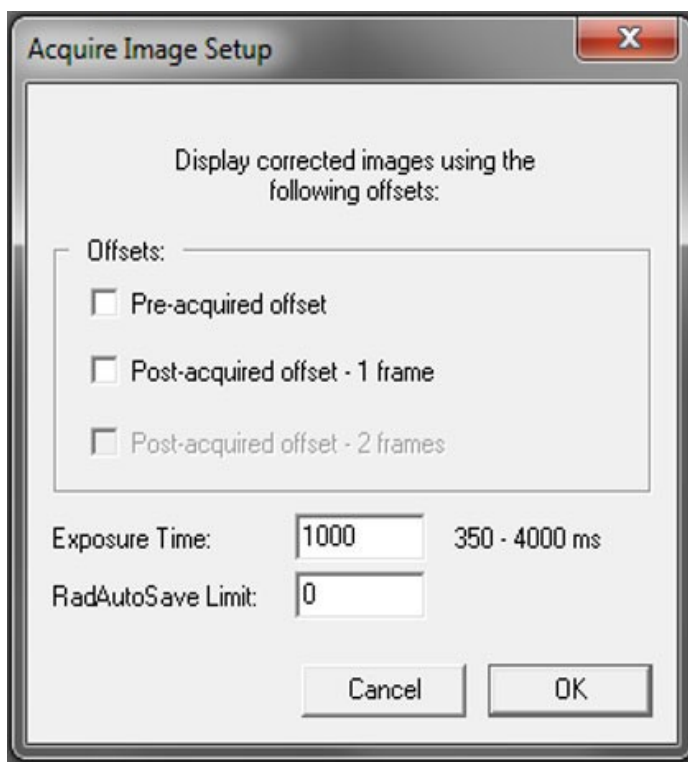 Acquire Image Setup
Display corrected images using the
following offsets:
Offsets:
Pre-acquired offset
Post-acquired offset - 1 frame
Post-acquired offset - 2 frames
Exposure Time: 1000 350 - 4000 ms
RadAutoSave Limit: 0
Cancel OK